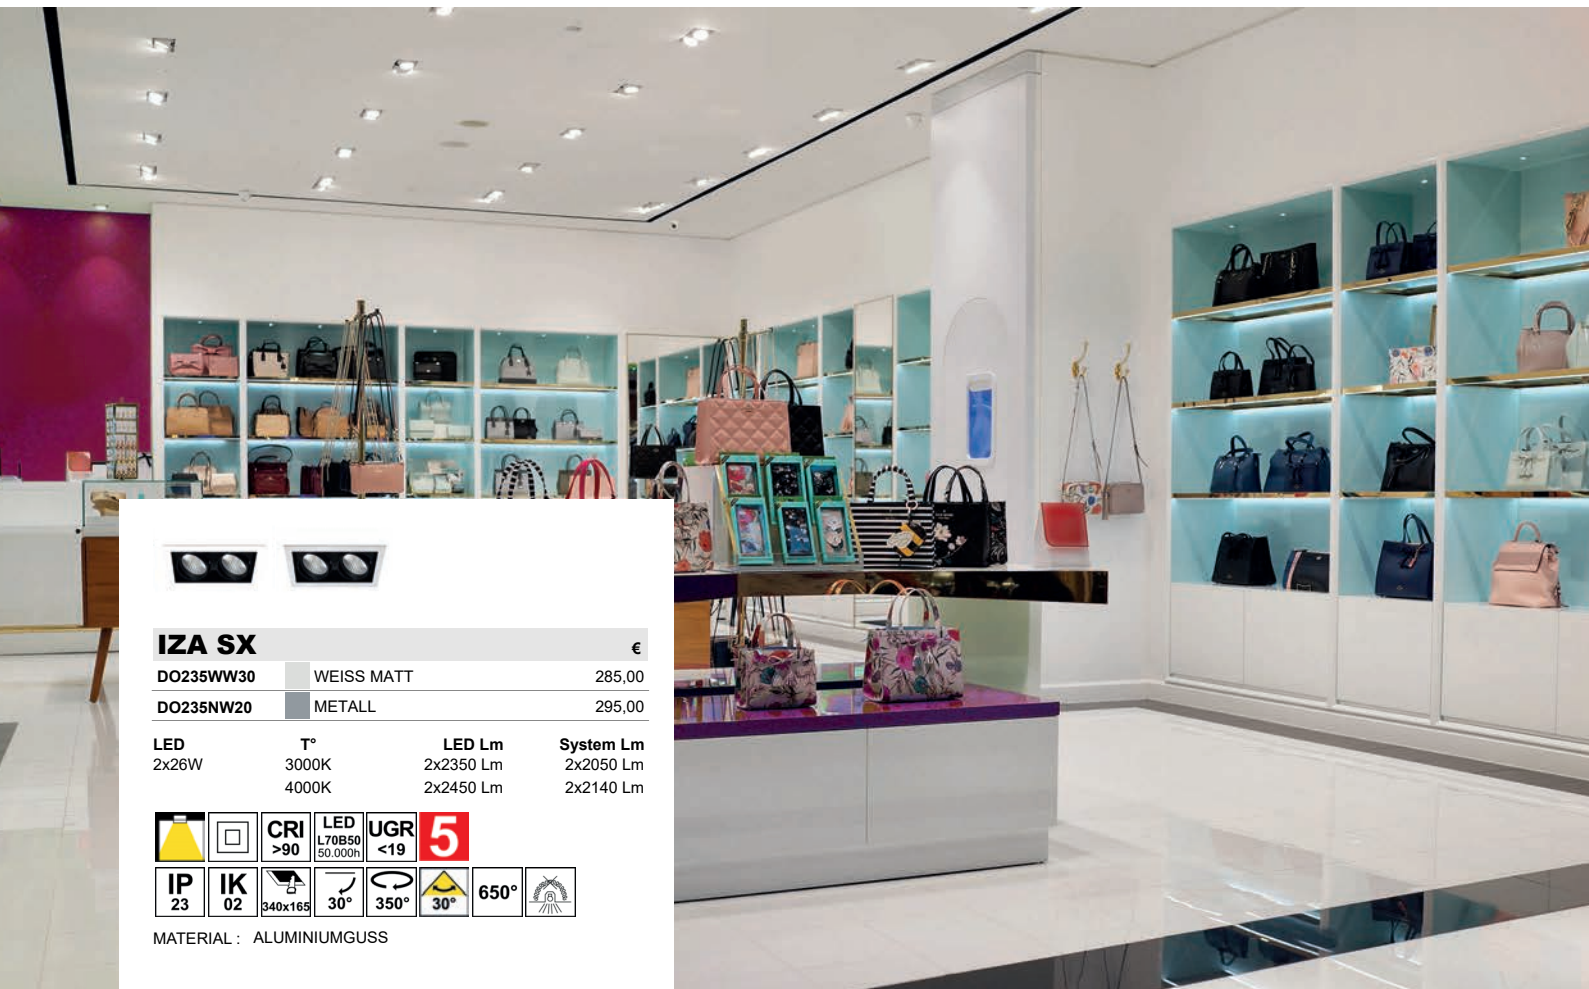 IZA SX €
DO235WW30 WEISS MATT 285,00
DO235NW20 METALL 295,00
LED T° LED Lm System Lm
2x26W 3000K 2x2350 Lm 2x2050 Lm
4000K 2x2450 Lm 2x2140 Lm
CRI >90
LED L70B50 50.000h
UGR <19
5
IP 23
IK 02
340x165
30°
350°
30°
650°
MATERIAL : ALUMINIUMGUSS